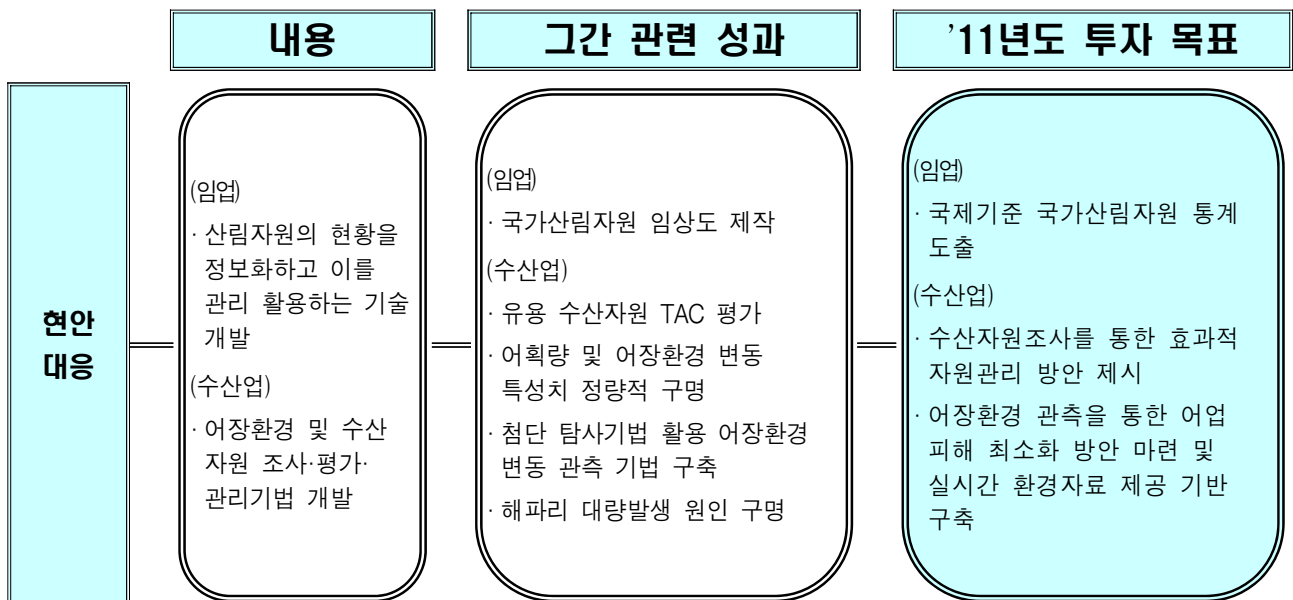 내용
그간 관련 성과
’11년도 투자 목표
현안
대응
(임업)
· 산림자원의 현황을
정보화하고 이를
관리 활용하는 기술
개발
(수산업)
· 어장환경 및 수산
자원 조사·평가·
관리기법 개발
(임업)
· 국가산림자원 임상도 제작
(수산업)
· 유용 수산자원 TAC 평가
· 어획량 및 어장환경 변동
특성치 정량적 구명
· 첨단 탐사기법 활용 어장환경
변동 관측 기법 구축
· 해파리 대량발생 원인 구명
(임업)
· 국제기준 국가산림자원 통계
도출
(수산업)
· 수산자원조사를 통한 효과적
자원관리 방안 제시
· 어장환경 관측을 통한 어업
피해 최소화 방안 마련 및
실시간 환경자료 제공 기반
구축